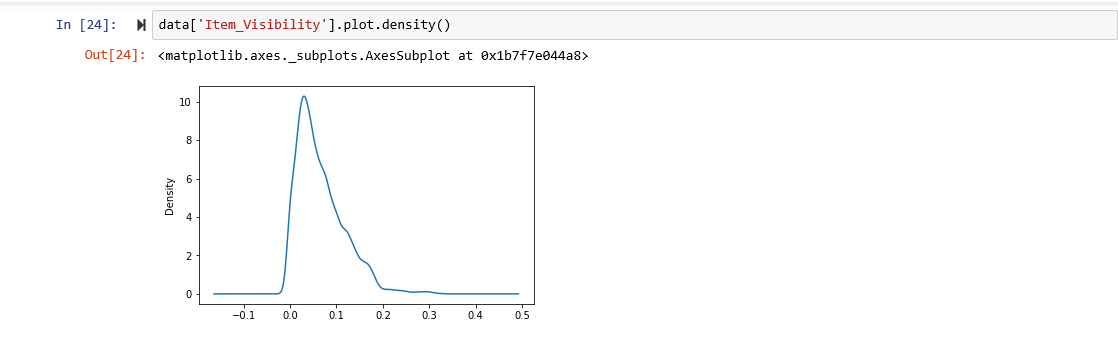 In [24]: data['Item_Visibility'].plot.density()
Out[24]: <matplotlib.axes._subplots.AxesSubplot at 0x1b7f7e044a8>
10
8
6
4
2
0
Density
−0.1 0.0 0.1 0.2 0.3 0.4 0.5